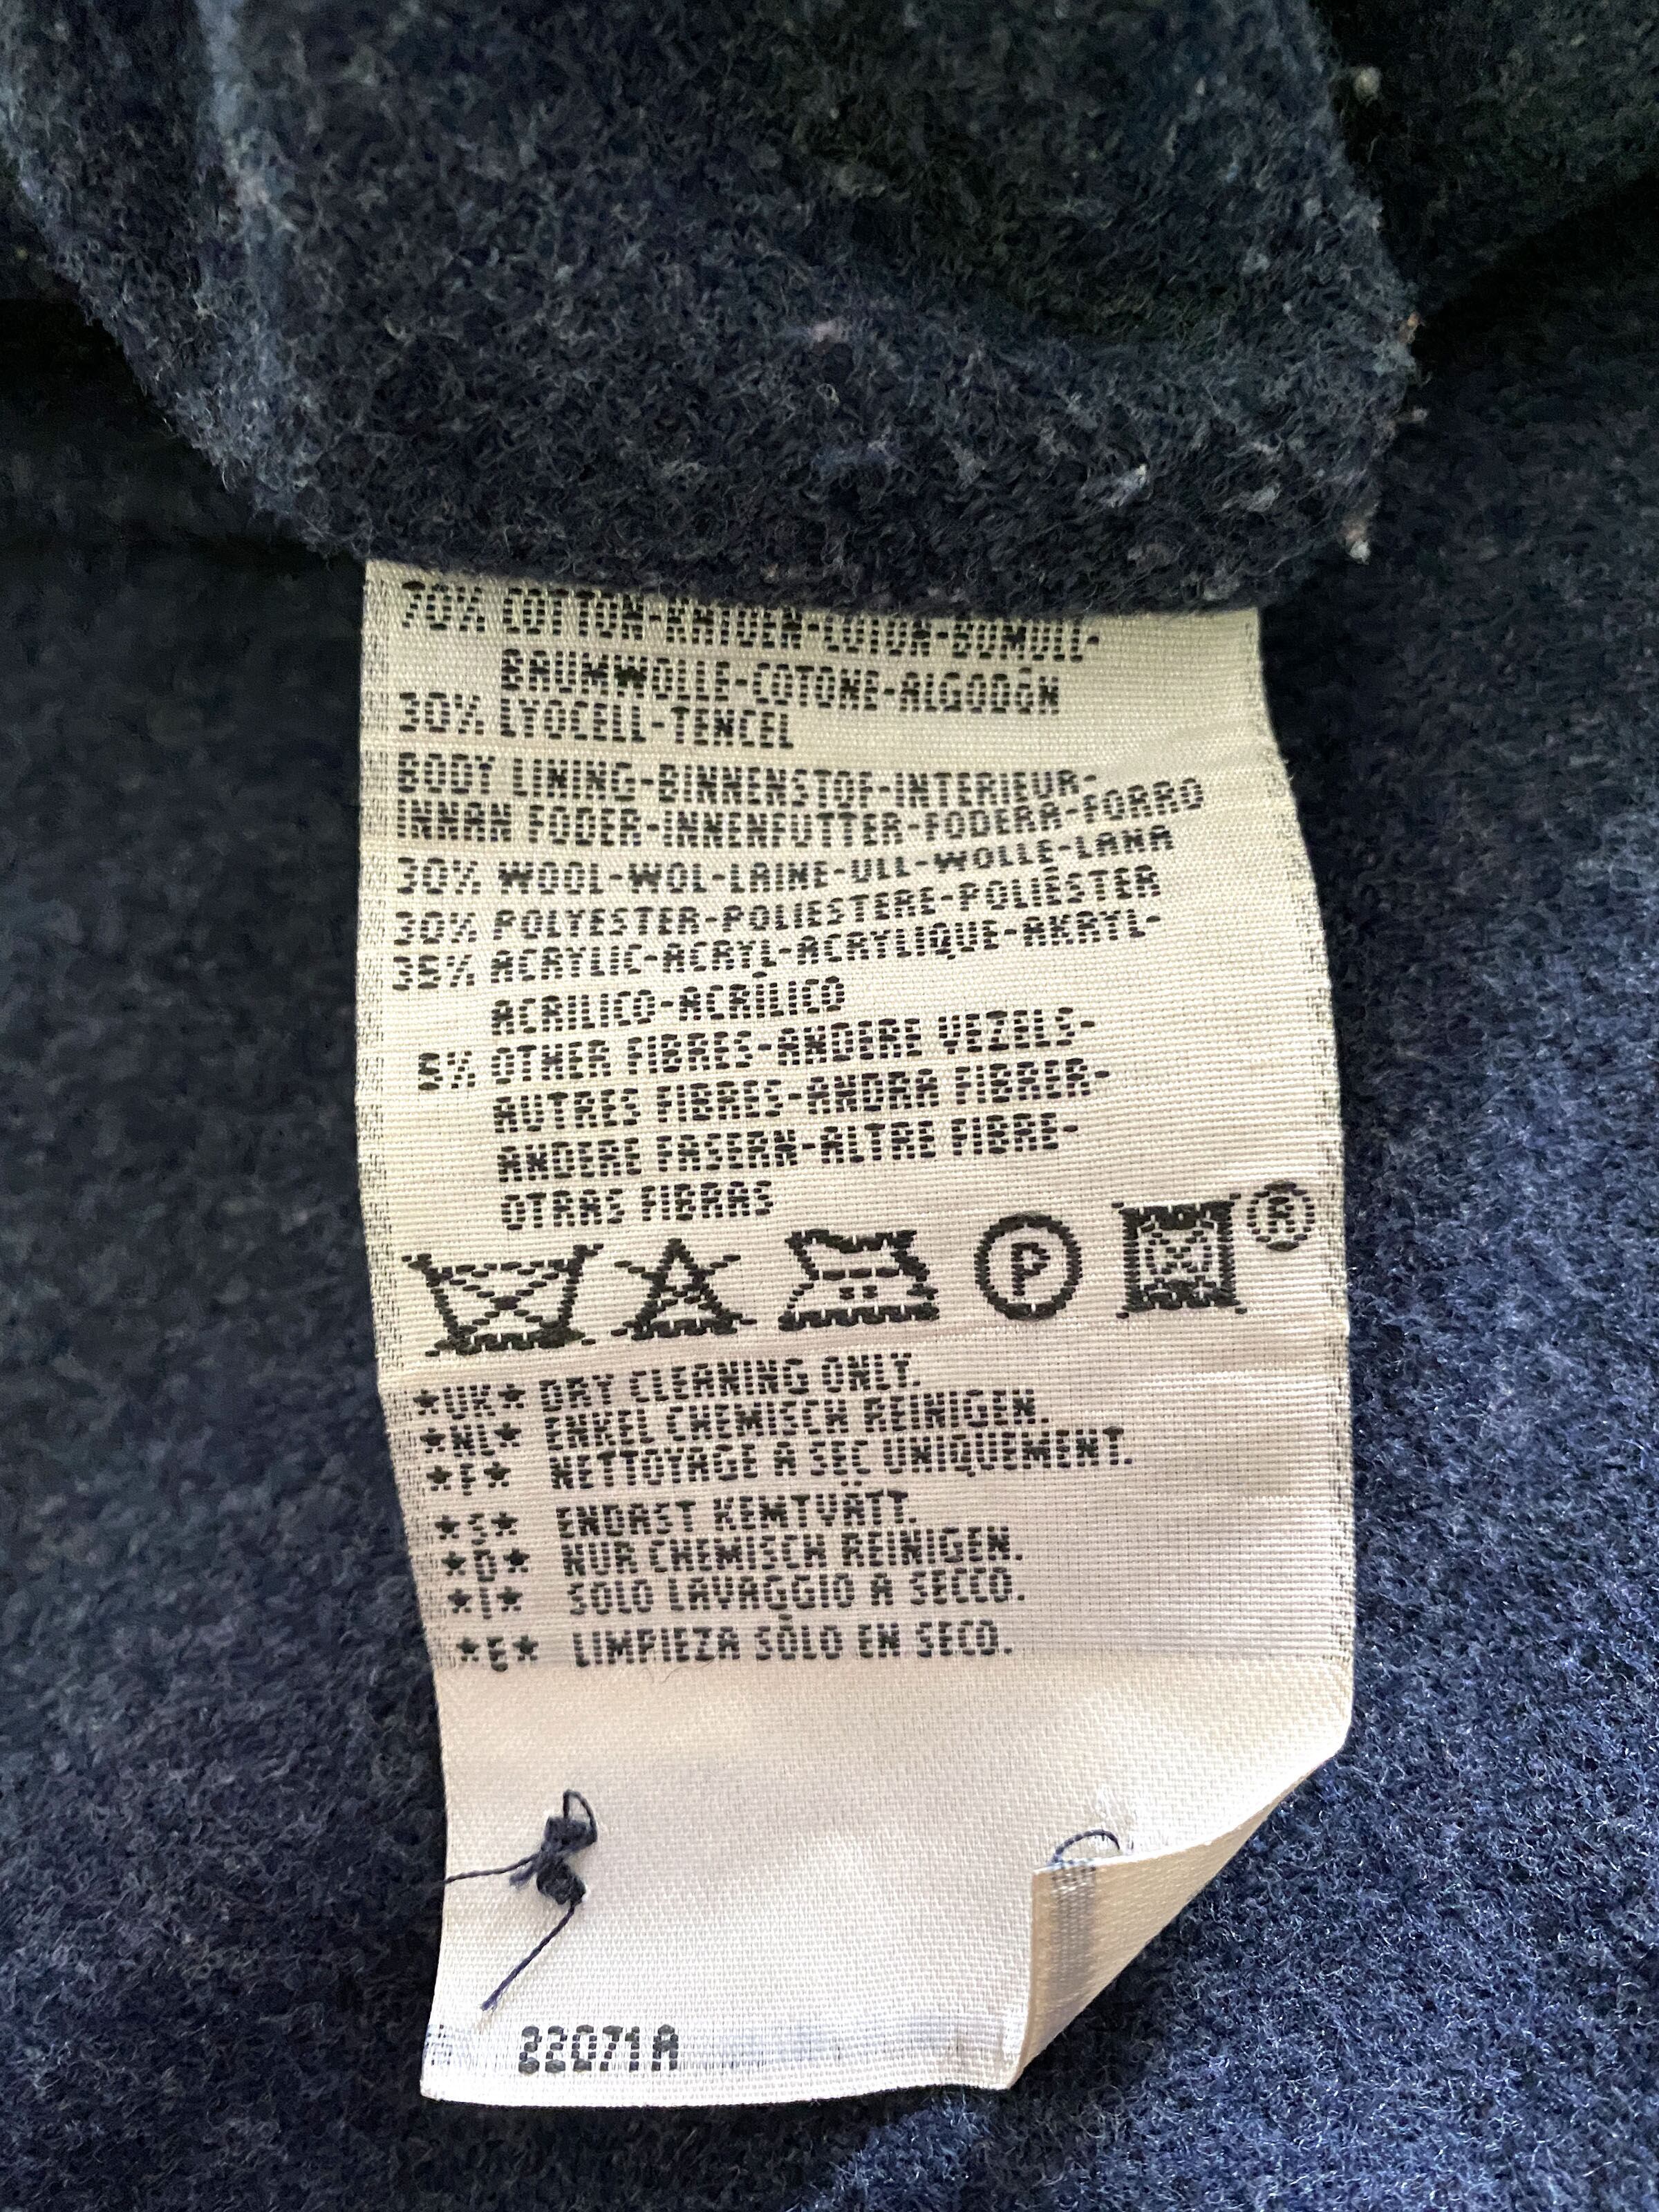 70% COTTON-KATOEN-COTON-BOMULL-
BAUMWOLLE-COTONE-ALGODÓN
30% LYOCELL-TENCEL
BODY LINING-BINNENSTOF-INTERIEUR-
INNAN FODER-INNENFUTTER-FODERA-FORRO
30% WOOL-WOL-LAINE-ULL-WOLLE-LANA
30% POLYESTER-POLIESTERE-POLIÉSTER
35% ACRYLIC-ACRYL-ACRYLIQUE-AKRYL-
ACRILICO-ACRÍLICO
5% OTHER FIBRES-ANDERE VEZELS-
AUTRES FIBRES-ANDRA FIBRER-
ANDERE FASERN-ALTRE FIBRE-
OTRAS FIBRAS
P ®
*UK* DRY CLEANING ONLY.
*NL* ENKEL CHEMISCH REINIGEN.
*F* NETTOYAGE A SEC UNIQUEMENT.
*S* ENDAST KEMTVÄTT.
*D* NUR CHEMISCH REINIGEN.
*I* SOLO LAVAGGIO A SECCO.
*E* LIMPIEZA SÓLO EN SECO.
22071A